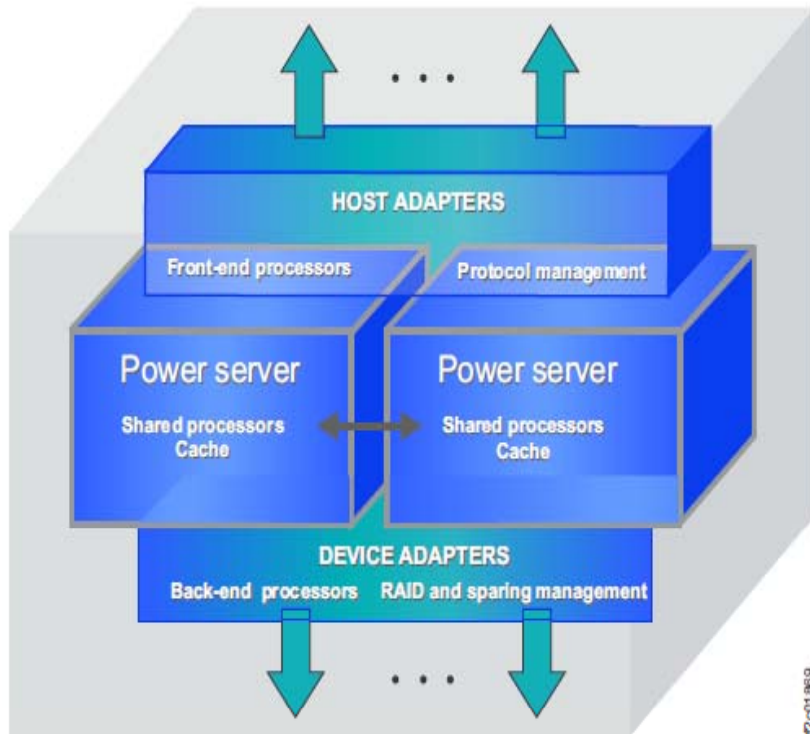 HOST ADAPTERS
Front-end processors
Protocol management
Power server
Shared processors
Cache
Power server
Shared processors
Cache
DEVICE ADAPTERS
Back-end processors
RAID and sparing management